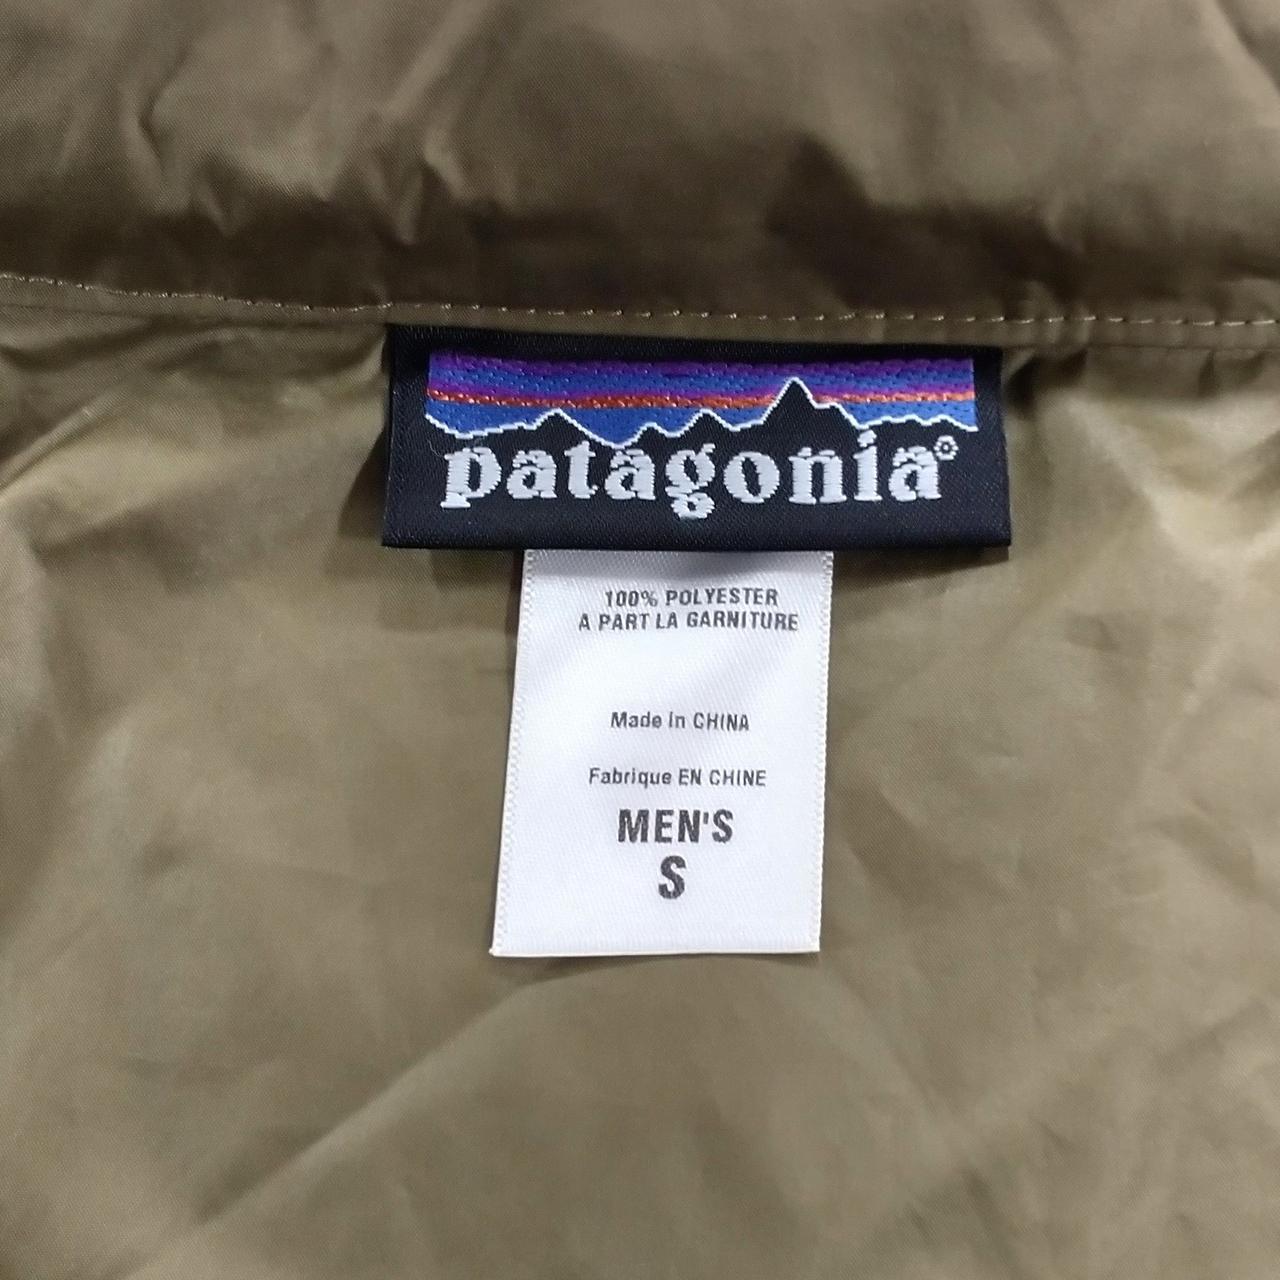 patagonia®
100% POLYESTER
A PART LA GARNITURE
Made in CHINA
Fabrique EN CHINE
MEN'S
S